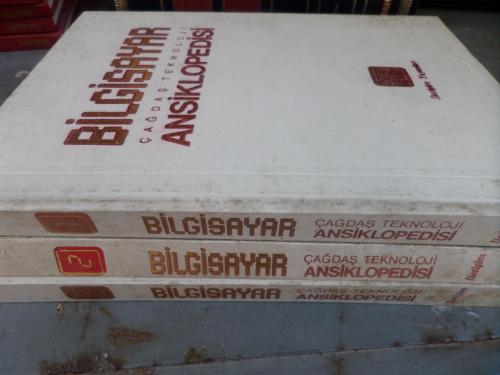 BİLGİSAYAR
ÇAĞDAŞ TEKNOLOJİ
ANSİKLOPEDİSİ
BİLGİSAYAR
ÇAĞDAŞ TEKNOLOJİ
ANSİKLOPEDİSİ
2
BİLGİSAYAR
ÇAĞDAŞ TEKNOLOJİ
ANSİKLOPEDİSİ
BİLGİSAYAR
ÇAĞDAŞ TEKNOLOJİ
ANSİKLOPEDİSİ